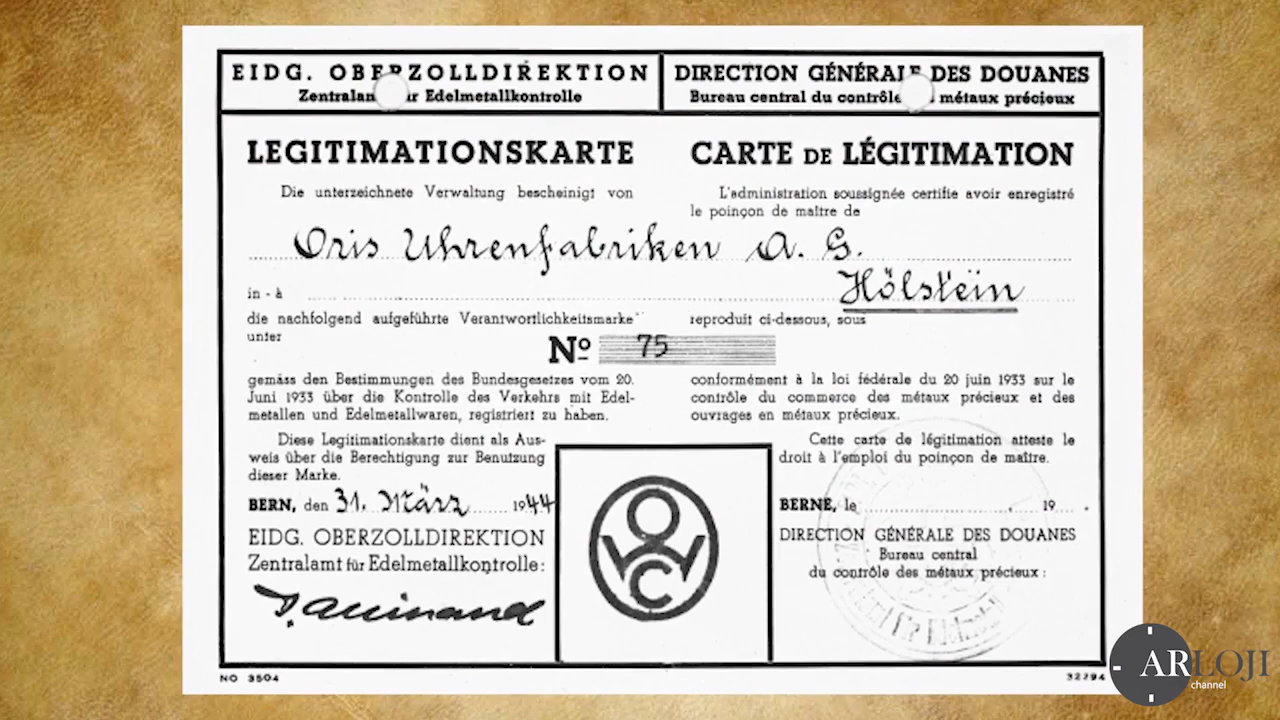 EIDG. OBERZOLLDIREKTION
Edelmetallkontrolle
DIRECTION GÉNÉRALE DES DOUANES
Bureau central du contrôle métaux précieux
LEGITIMATIONSKARTE
Die unterzeichnete Verwaltung bescheinigt von
CARTE DE LÉGITIMATION
L'administration soussignée certifie avoir enregistré
le poinçon de maître de
Oris Uhrenfabriken A. G.
in - à Hölstein
die nachfolgend aufgeführte Verantwortlichkeitsmarke
unter
reproduit ci-dessous, sous
No 75
gemäss den Bestimmungen des Bundesgesetzes vom 20.
Juni 1933 über die Kontrolle des Verkehrs mit Edel-
metallen und Edelmetallwaren, registriert zu haben.
conformément à la loi fédérale du 20 juin 1933 sur le
contrôle du commerce des métaux précieux et des
ouvrages en métaux précieux.
Diese Legitimationskarte dient als Aus-
weis über die Berechtigung zur Benutzung
dieser Marke.
BERN, den 31. März 1944
EIDG. OBERZOLLDIREKTION
Zentralamt für Edelmetallkontrolle:
OWC
Cette carte de légitimation atteste le
droit à l'emploi du poinçon de maître.
BERNE, le 19
DIRECTION GÉNÉRALE DES DOUANES
Bureau central
du contrôle des métaux précieux :
NO 3504
32794
ARLOJI
channel